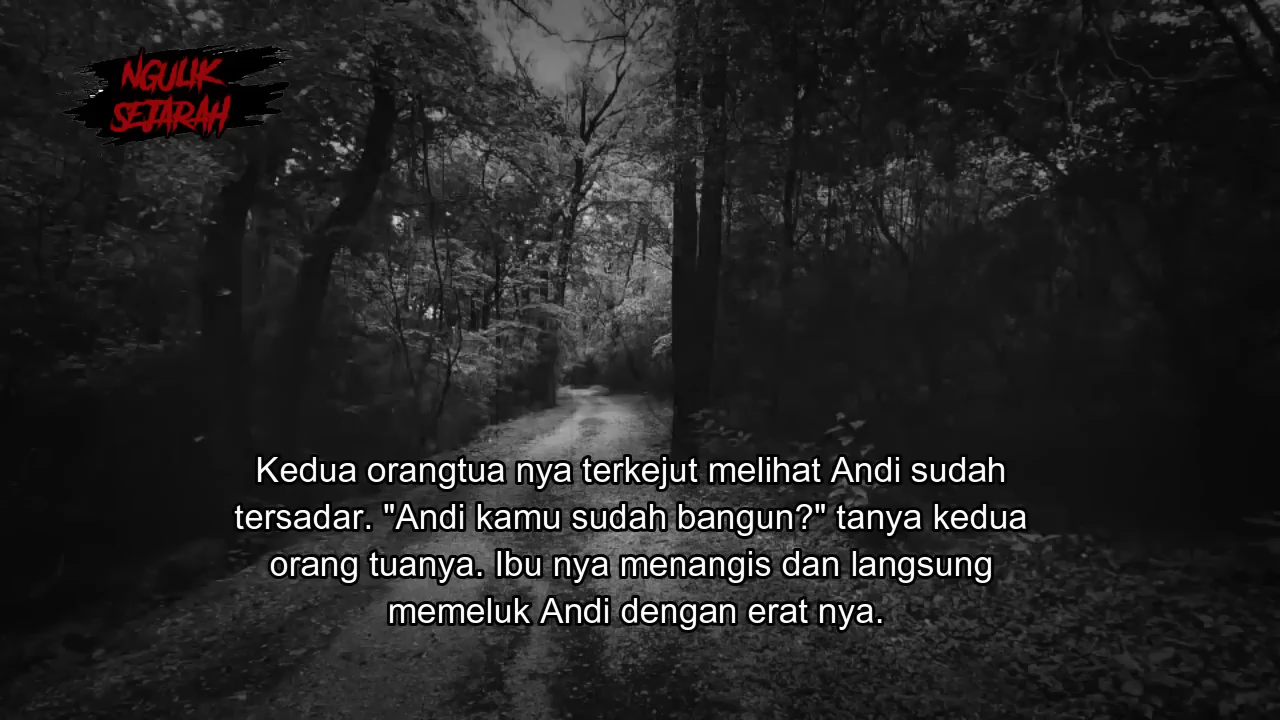 NGULIK
SEJARAH
Kedua orangtua nya terkejut melihat Andi sudah
tersadar. "Andi kamu sudah bangun?" tanya kedua
orang tuanya. Ibu nya menangis dan langsung
memeluk Andi dengan erat nya.